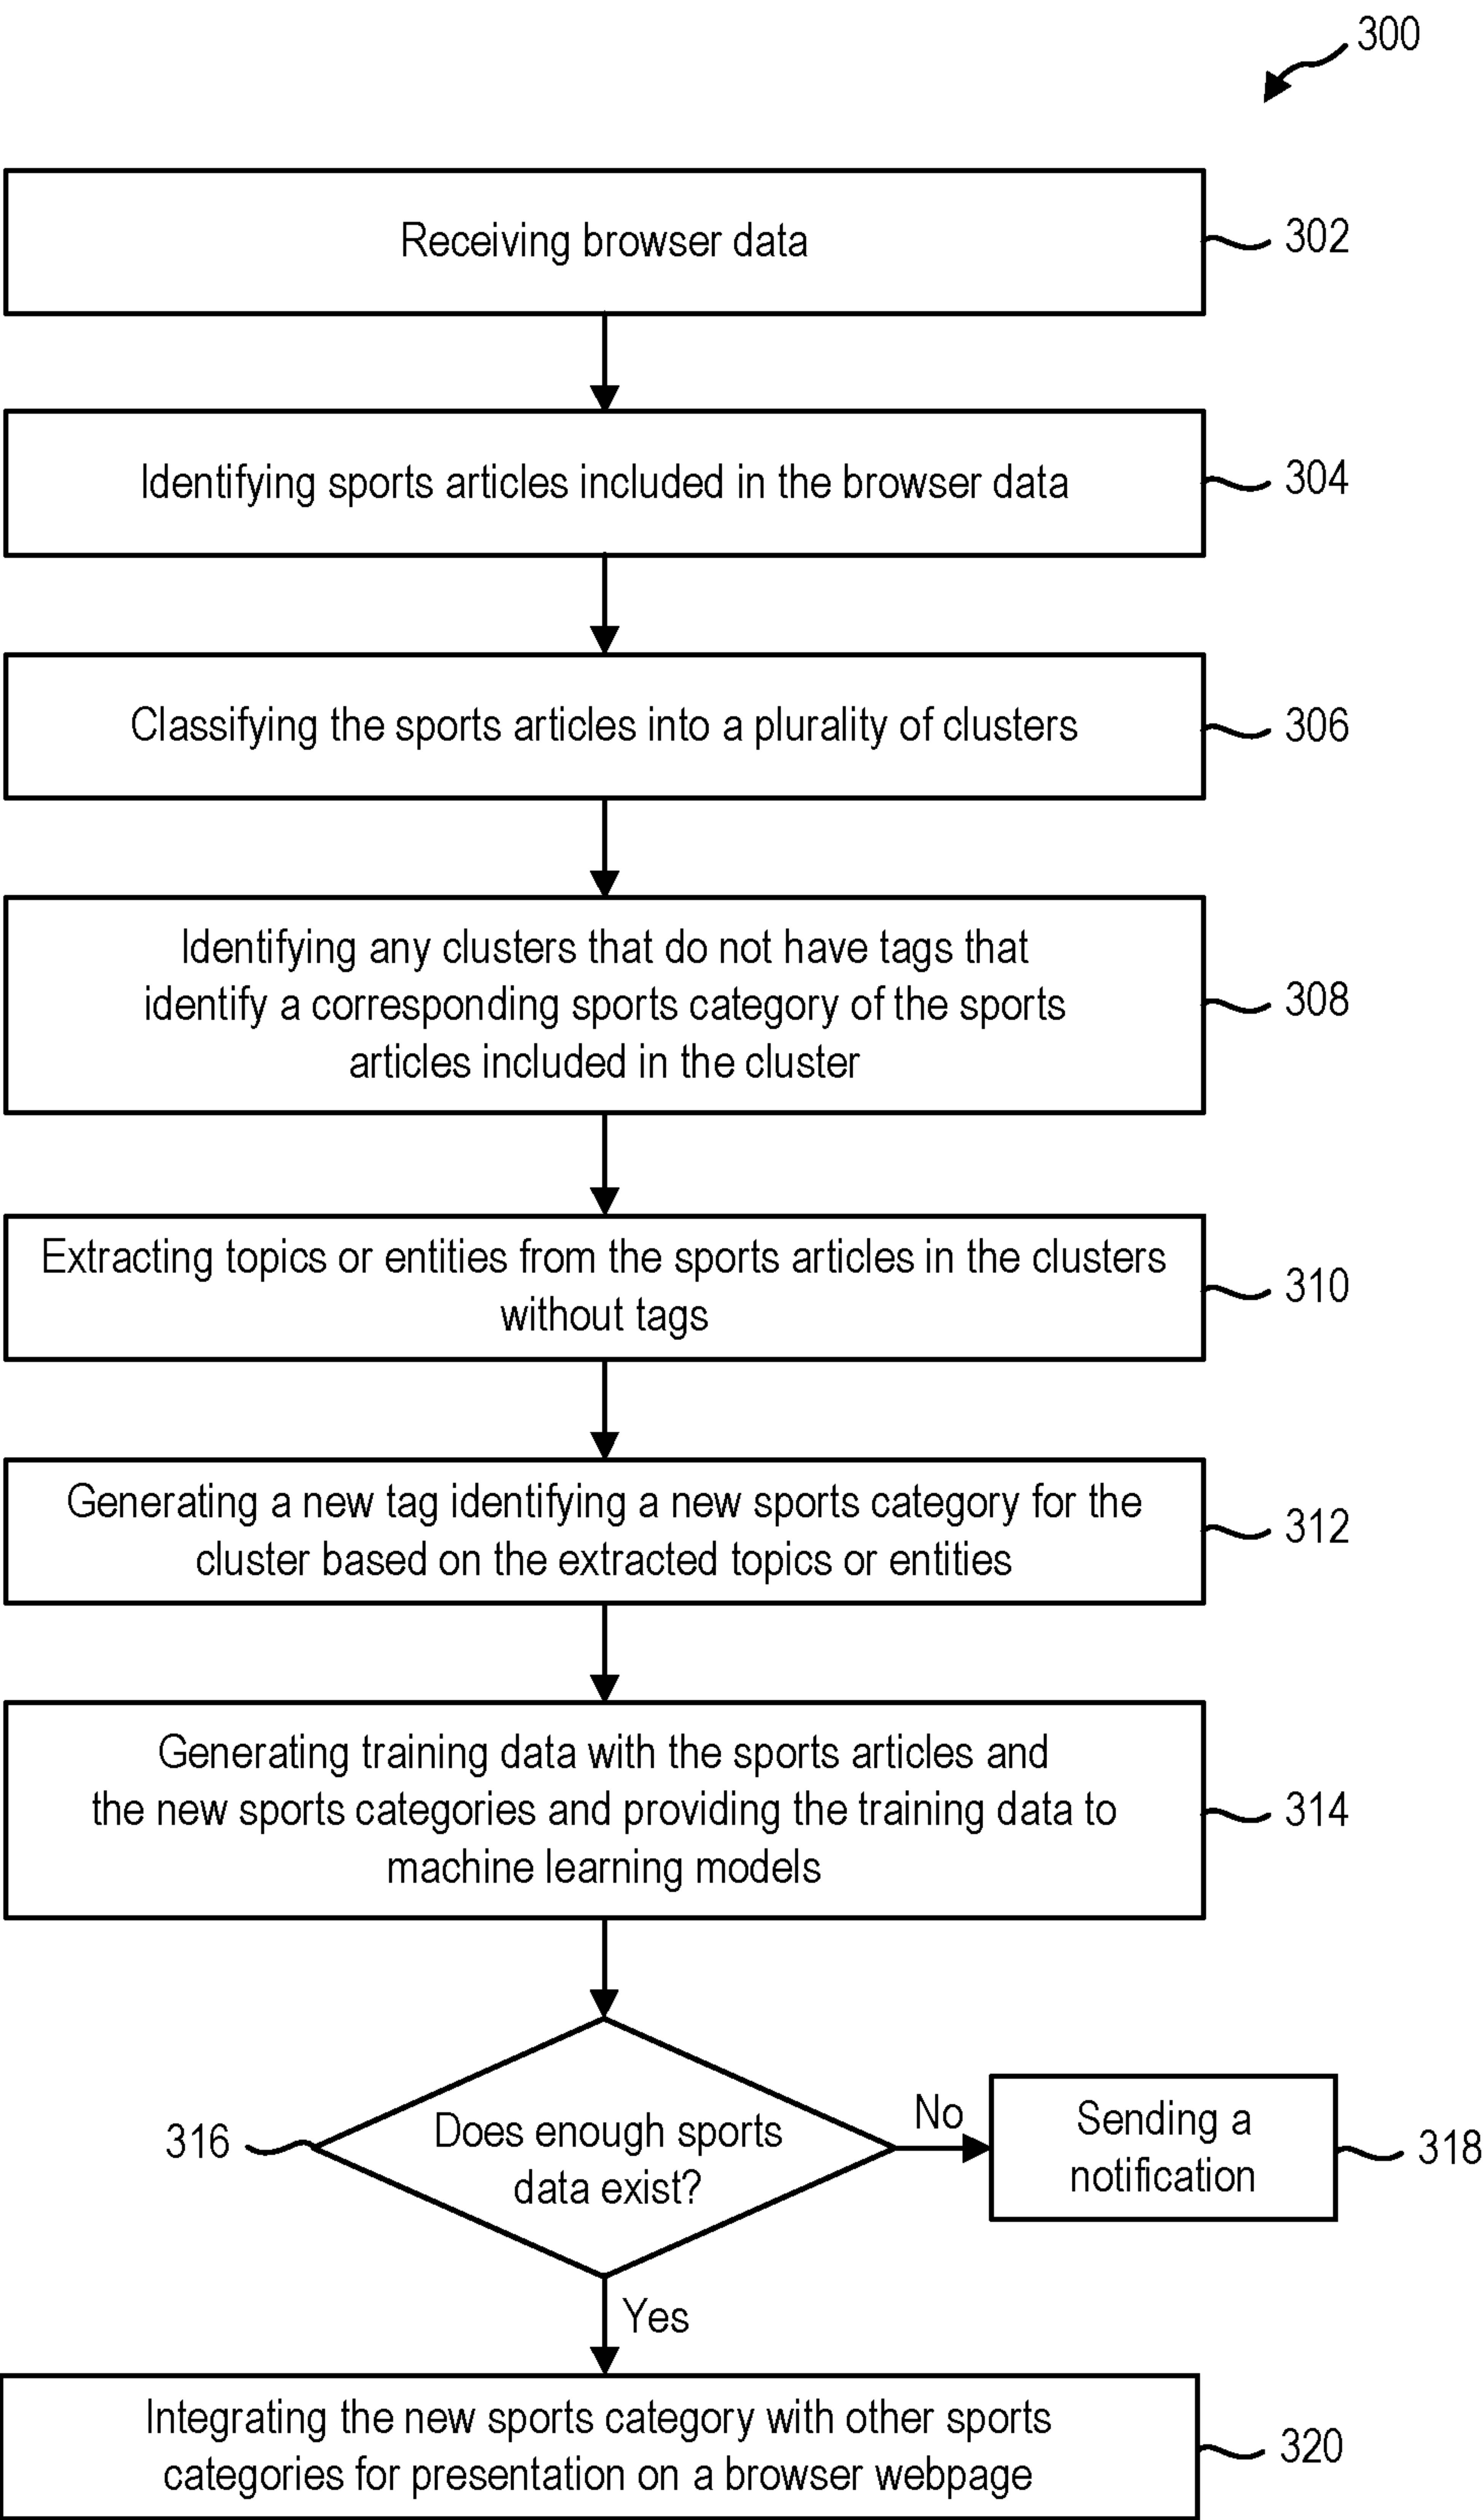 300
Receiving browser data
302
Identifying sports articles included in the browser data
304
Classifying the sports articles into a plurality of clusters
306
Identifying any clusters that do not have tags that
identify a corresponding sports category of the sports
articles included in the cluster
308
Extracting topics or entities from the sports articles in the clusters
without tags
310
Generating a new tag identifying a new sports category for the
cluster based on the extracted topics or entities
312
Generating training data with the sports articles and
the new sports categories and providing the training data to
machine learning models
314
316
Does enough sports
data exist?
No
Sending a
notification
318
Yes
Integrating the new sports category with other sports
categories for presentation on a browser webpage
320